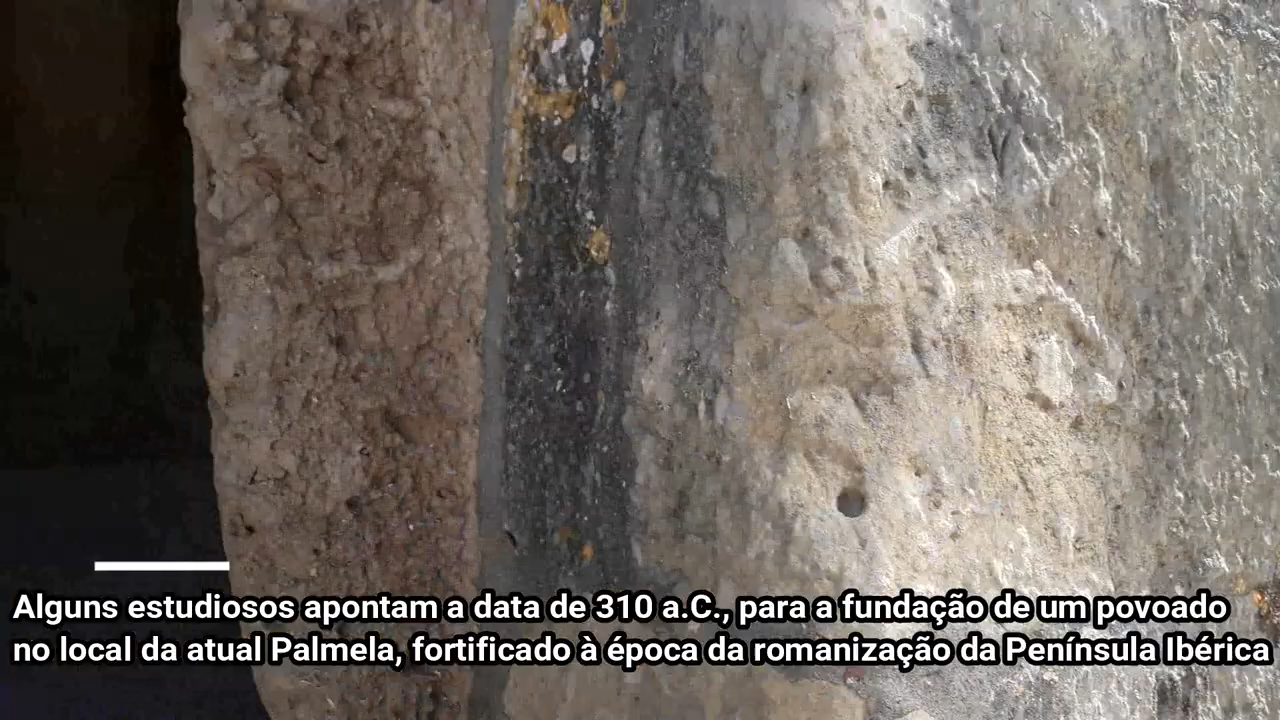 Alguns estudiosos apontam a data de 310 a.C., para a fundação de um povoado
no local da atual Palmela, fortificado à época da romanização da Península Ibérica